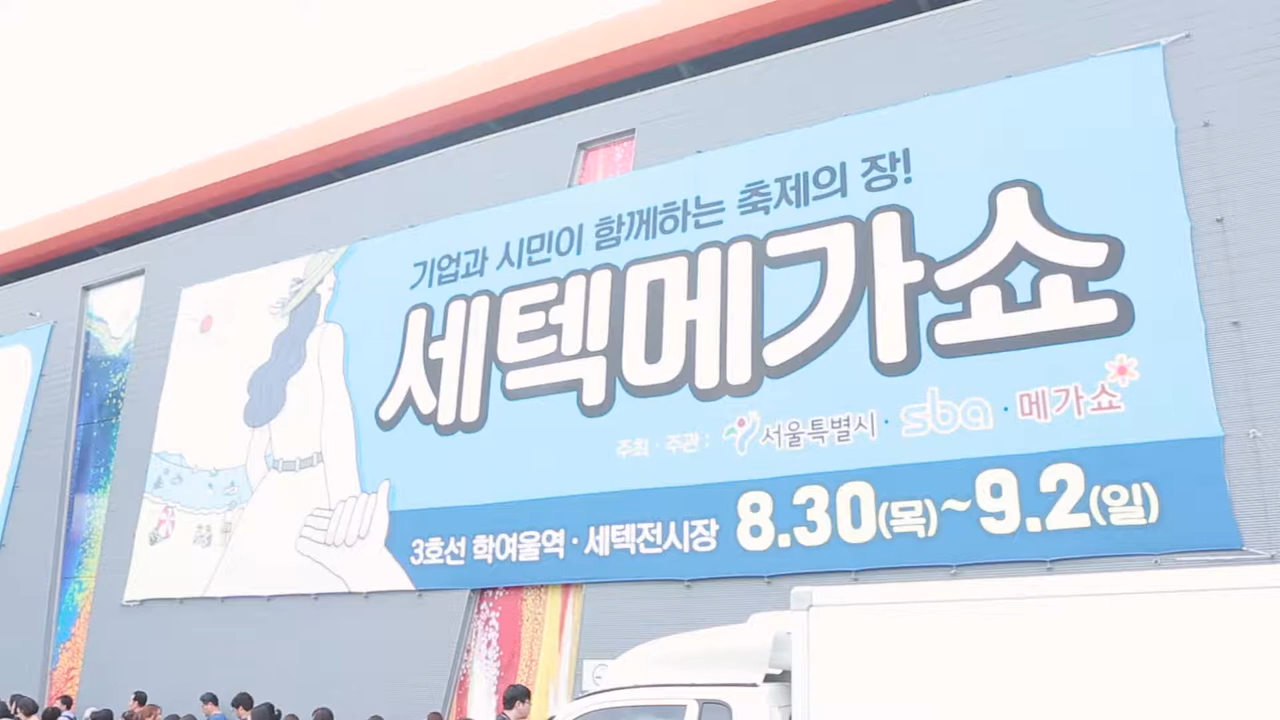 기업과 시민이 함께하는 축제의 장!
세텍메가쇼
주최 · 주관 : 서울특별시 · sba · 메가쇼
3호선 학여울역 · 세텍전시장 8.30(목)~9.2(일)